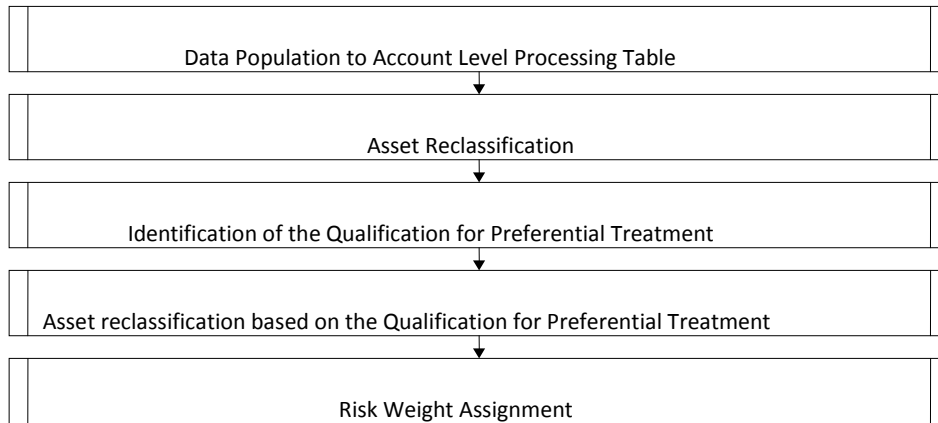 Data Population to Account Level Processing Table
Asset Reclassification
Identification of the Qualification for Preferential Treatment
Asset reclassification based on the Qualification for Preferential Treatment
Risk Weight Assignment